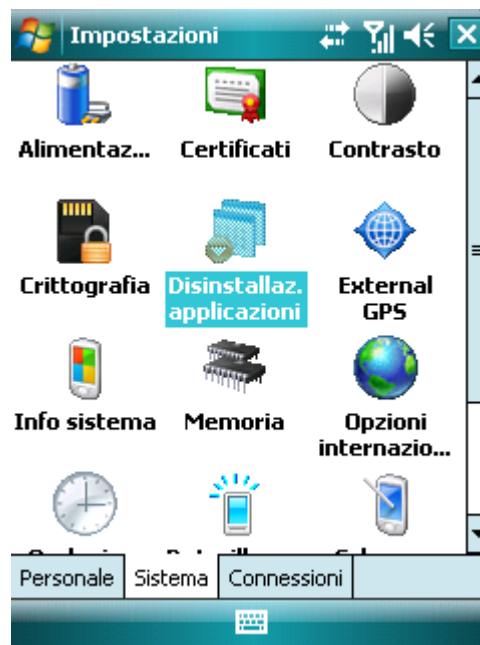 Impostazioni
Alimentaz...
Certificati
Contrasto
Crittografia
Disinstallaz.
applicazioni
External
GPS
Info sistema
Memoria
Opzioni
internazio...
Personale
Sistema
Connessioni